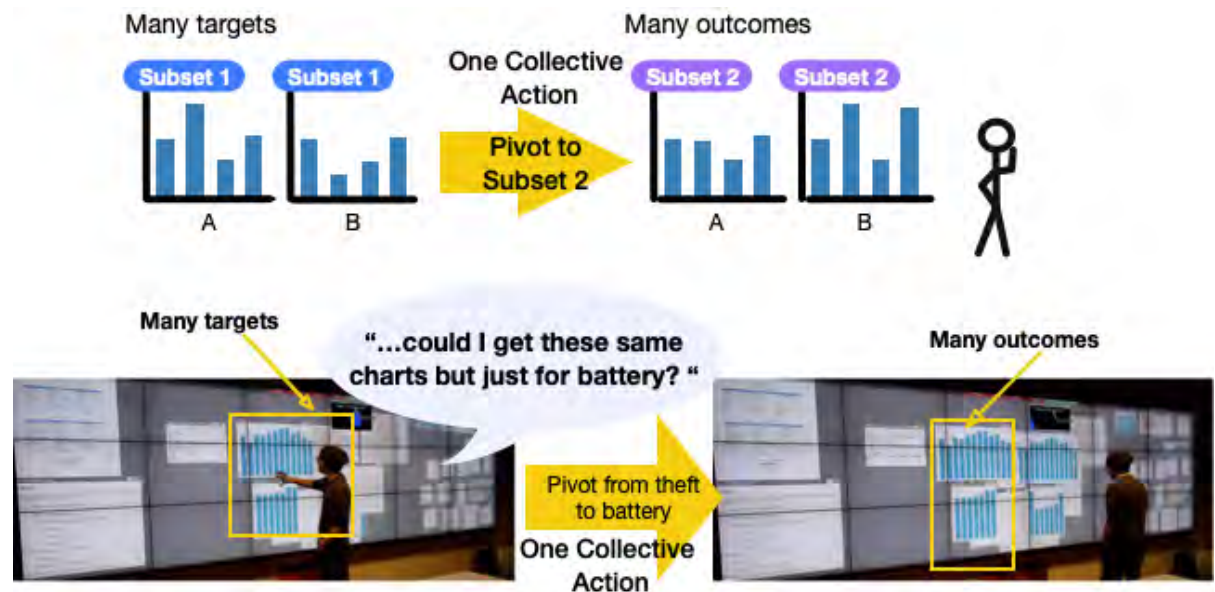 Many targets
Many outcomes
Subset 1
Subset 1
One Collective
Action
Subset 2
Subset 2
Pivot to
Subset 2
A
B
A
B
Many targets
"…could I get these same
charts but just for battery? "
Many outcomes
Pivot from theft
to battery
One Collective
Action